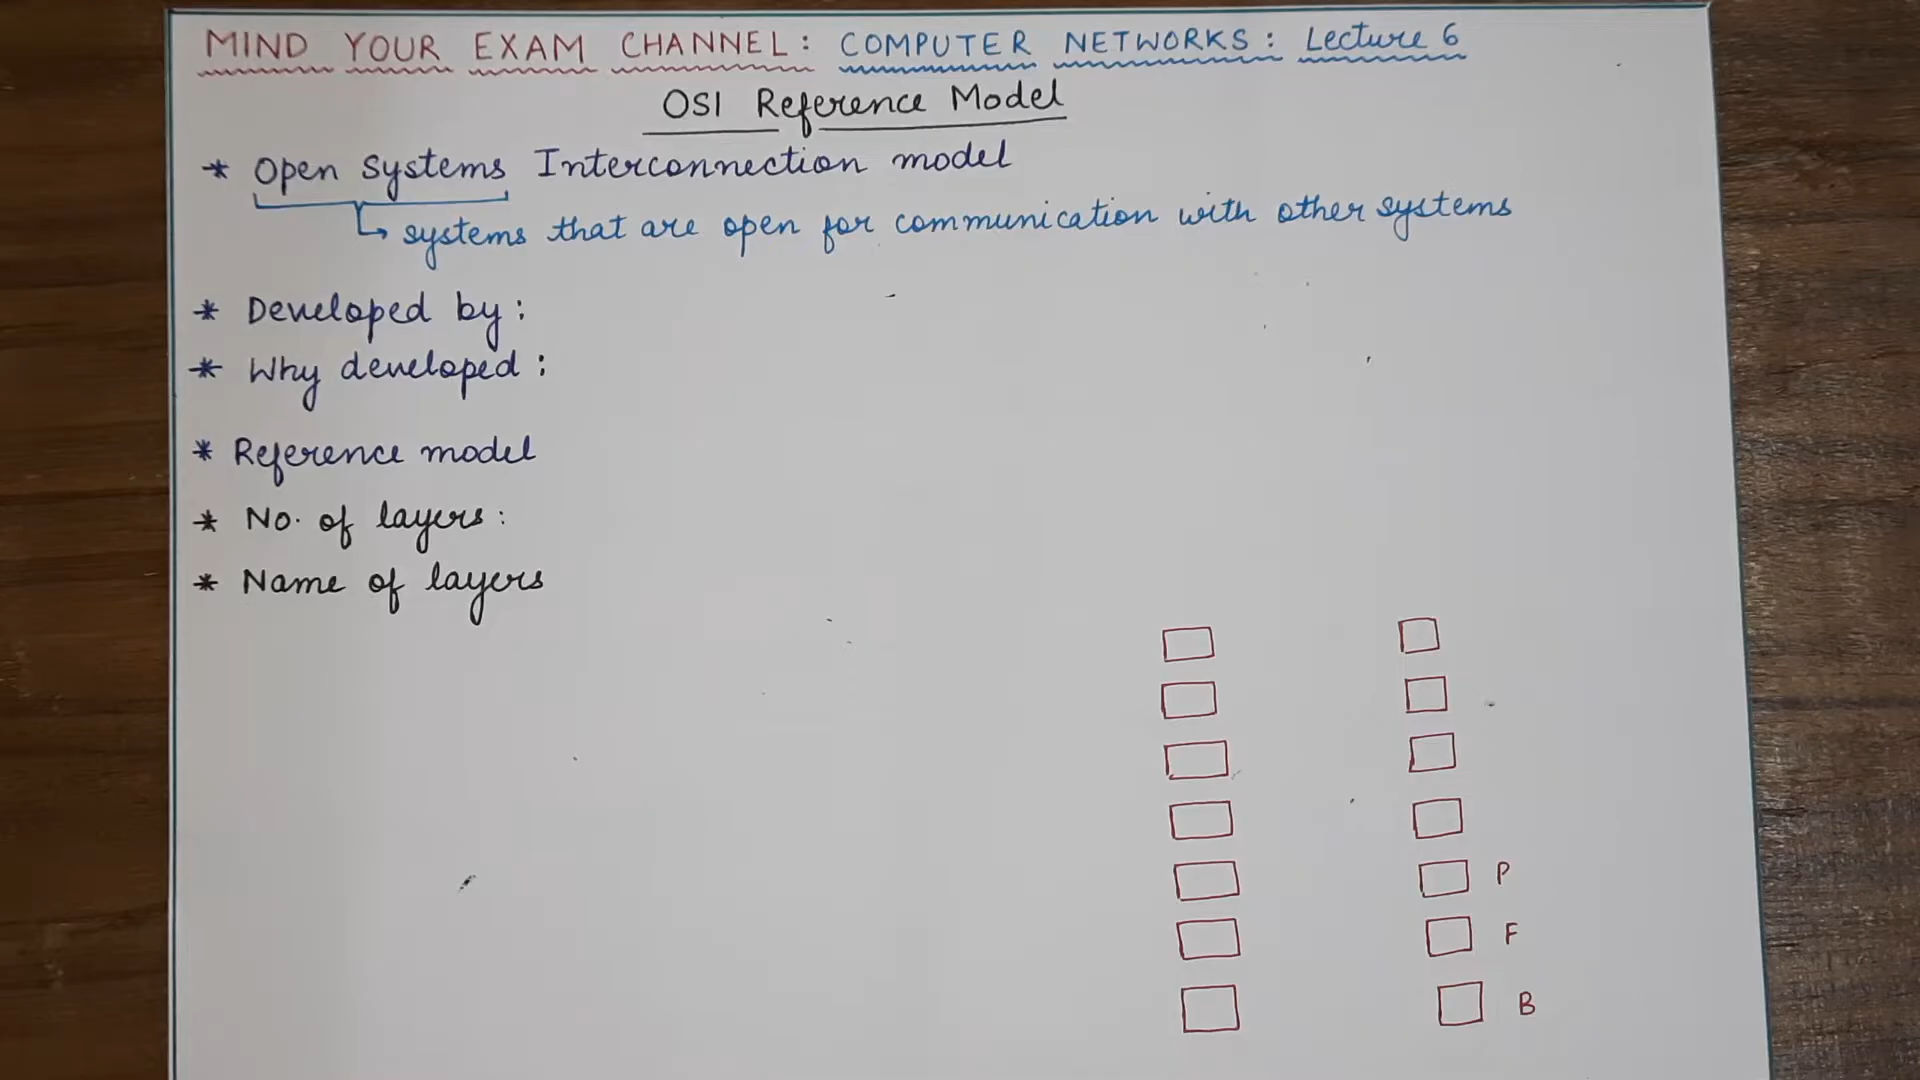 MIND YOUR EXAM CHANNEL: COMPUTER NETWORKS: Lecture 6
OSI Reference Model
* Open Systems Interconnection model
↳ systems that are open for communication with other systems
* Developed by:
* Why developed:
* Reference model
* No. of layers:
* Name of layers
P
F
B